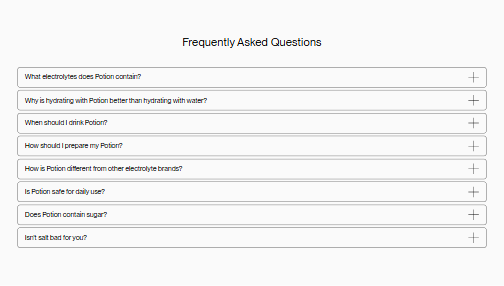 Frequently Asked Questions
What electrolytes does Potion contain?
Why is hydrating with Potion better than hydrating with water?
When should I drink Potion?
How should I prepare my Potion?
How is Potion different from other electrolyte brands?
Is Potion safe for daily use?
Does Potion contain sugar?
Isn't salt bad for you?